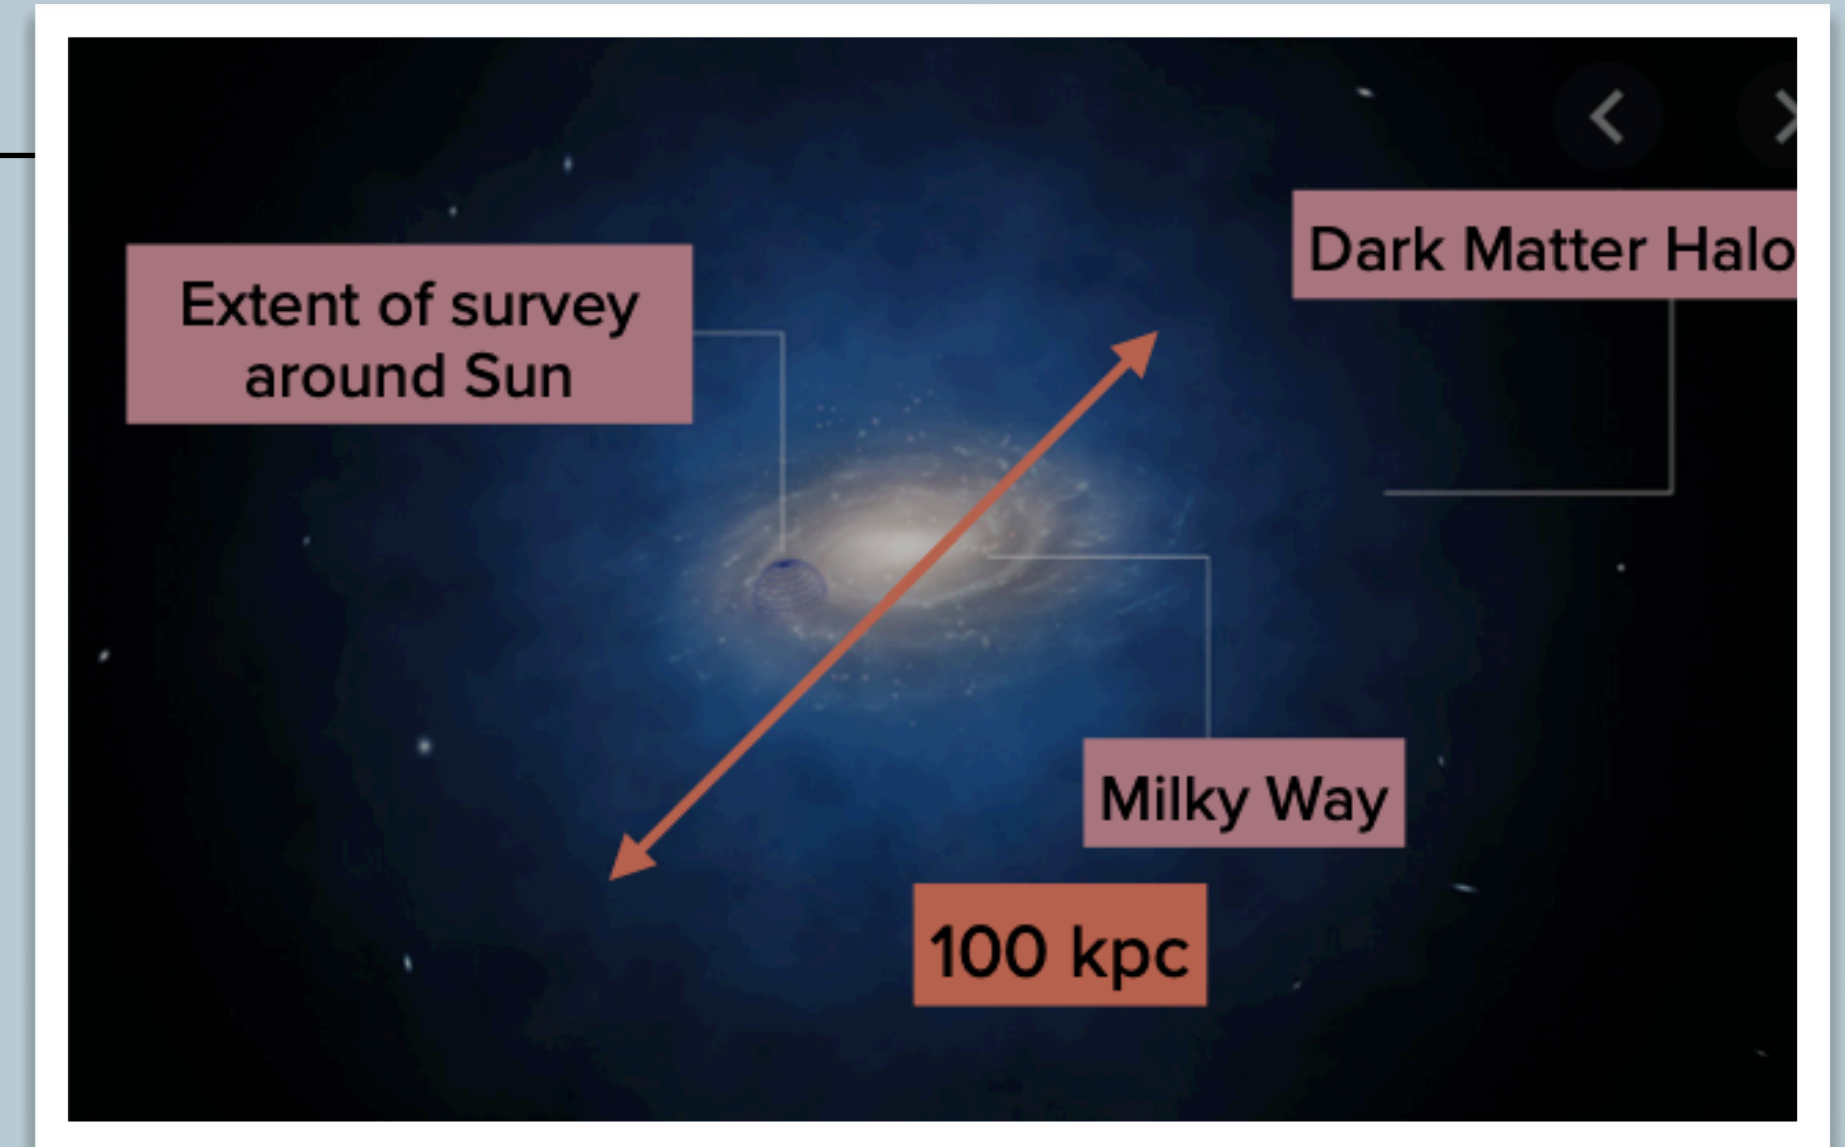 Dark Matter Halo
Extent of survey
around Sun
Milky Way
100 kpc